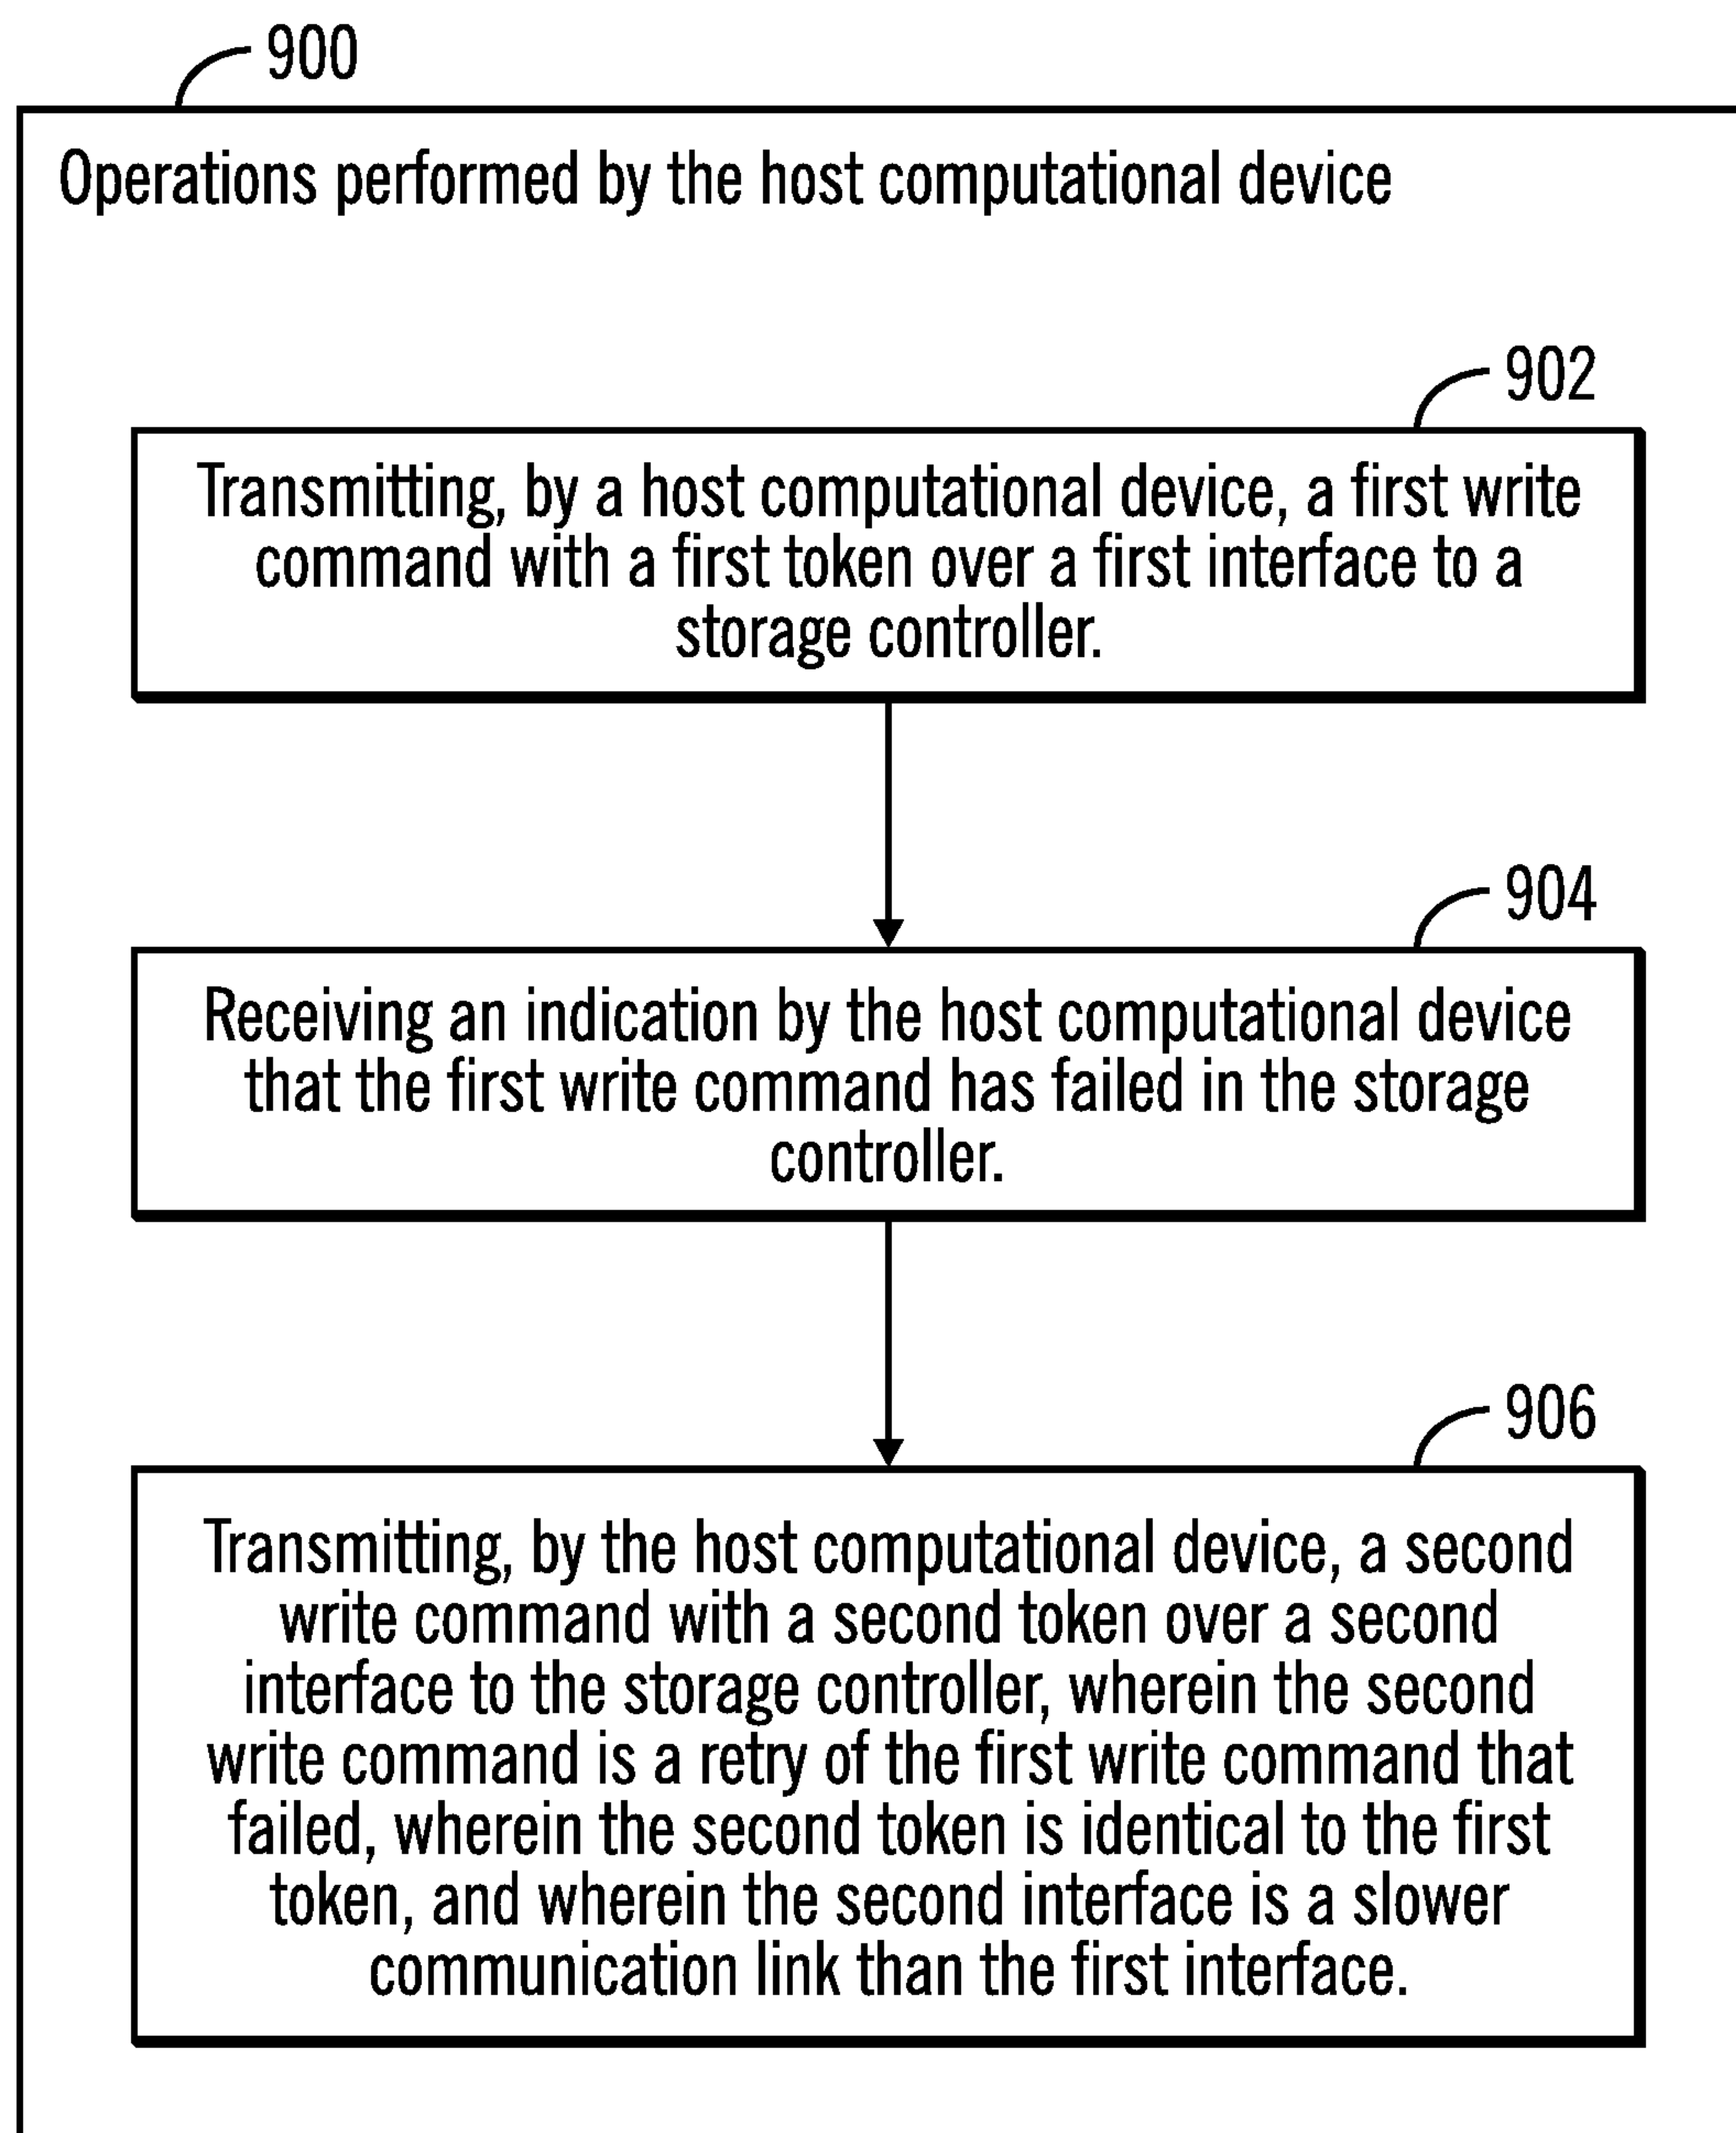 900
Operations performed by the host computational device
902
Transmitting, by a host computational device, a first write
command with a first token over a first interface to a
storage controller.
904
Receiving an indication by the host computational device
that the first write command has failed in the storage
controller.
906
Transmitting, by the host computational device, a second
write command with a second token over a second
interface to the storage controller, wherein the second
write command is a retry of the first write command that
failed, wherein the second token is identical to the first
token, and wherein the second interface is a slower
communication link than the first interface.